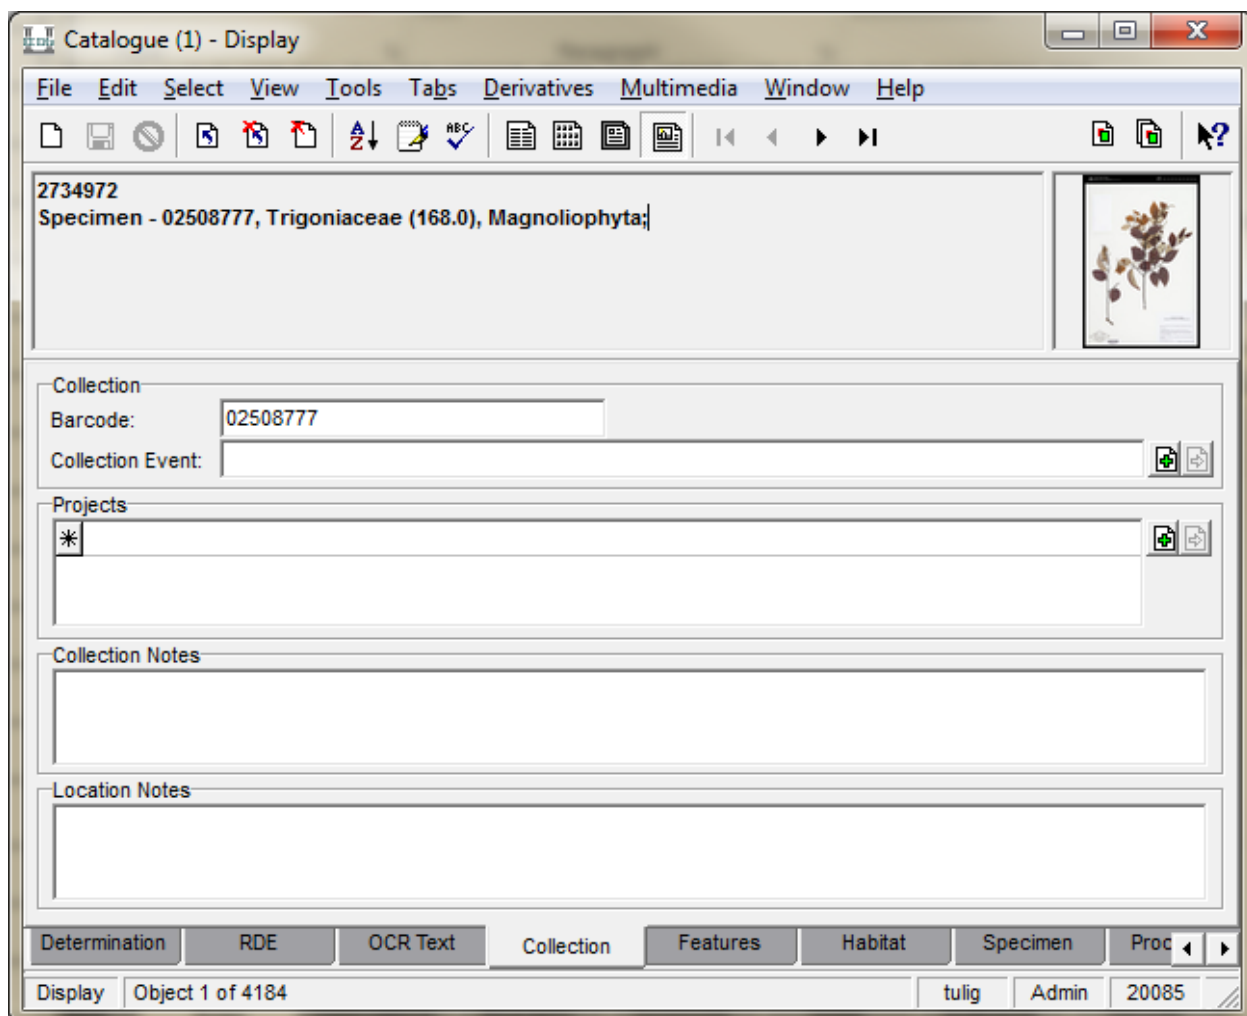 Catalogue (1) - Display
File Edit Select View Tools Tabs Derivatives Multimedia Window Help
2734972
Specimen - 02508777, Trigoniaceae (168.0), Magnoliophyta;
Collection
Barcode: 02508777
Collection Event:
Projects
Collection Notes
Location Notes
Determination RDE OCR Text Collection Features Habitat Specimen Proc
Display Object 1 of 4184 tulig Admin 20085